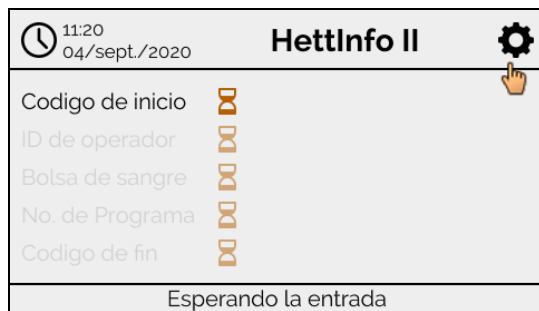 11:20
04/sept./2020
HettInfo II
Codigo de inicio
ID de operador
Bolsa de sangre
No. de Programa
Codigo de fin
Esperando la entrada